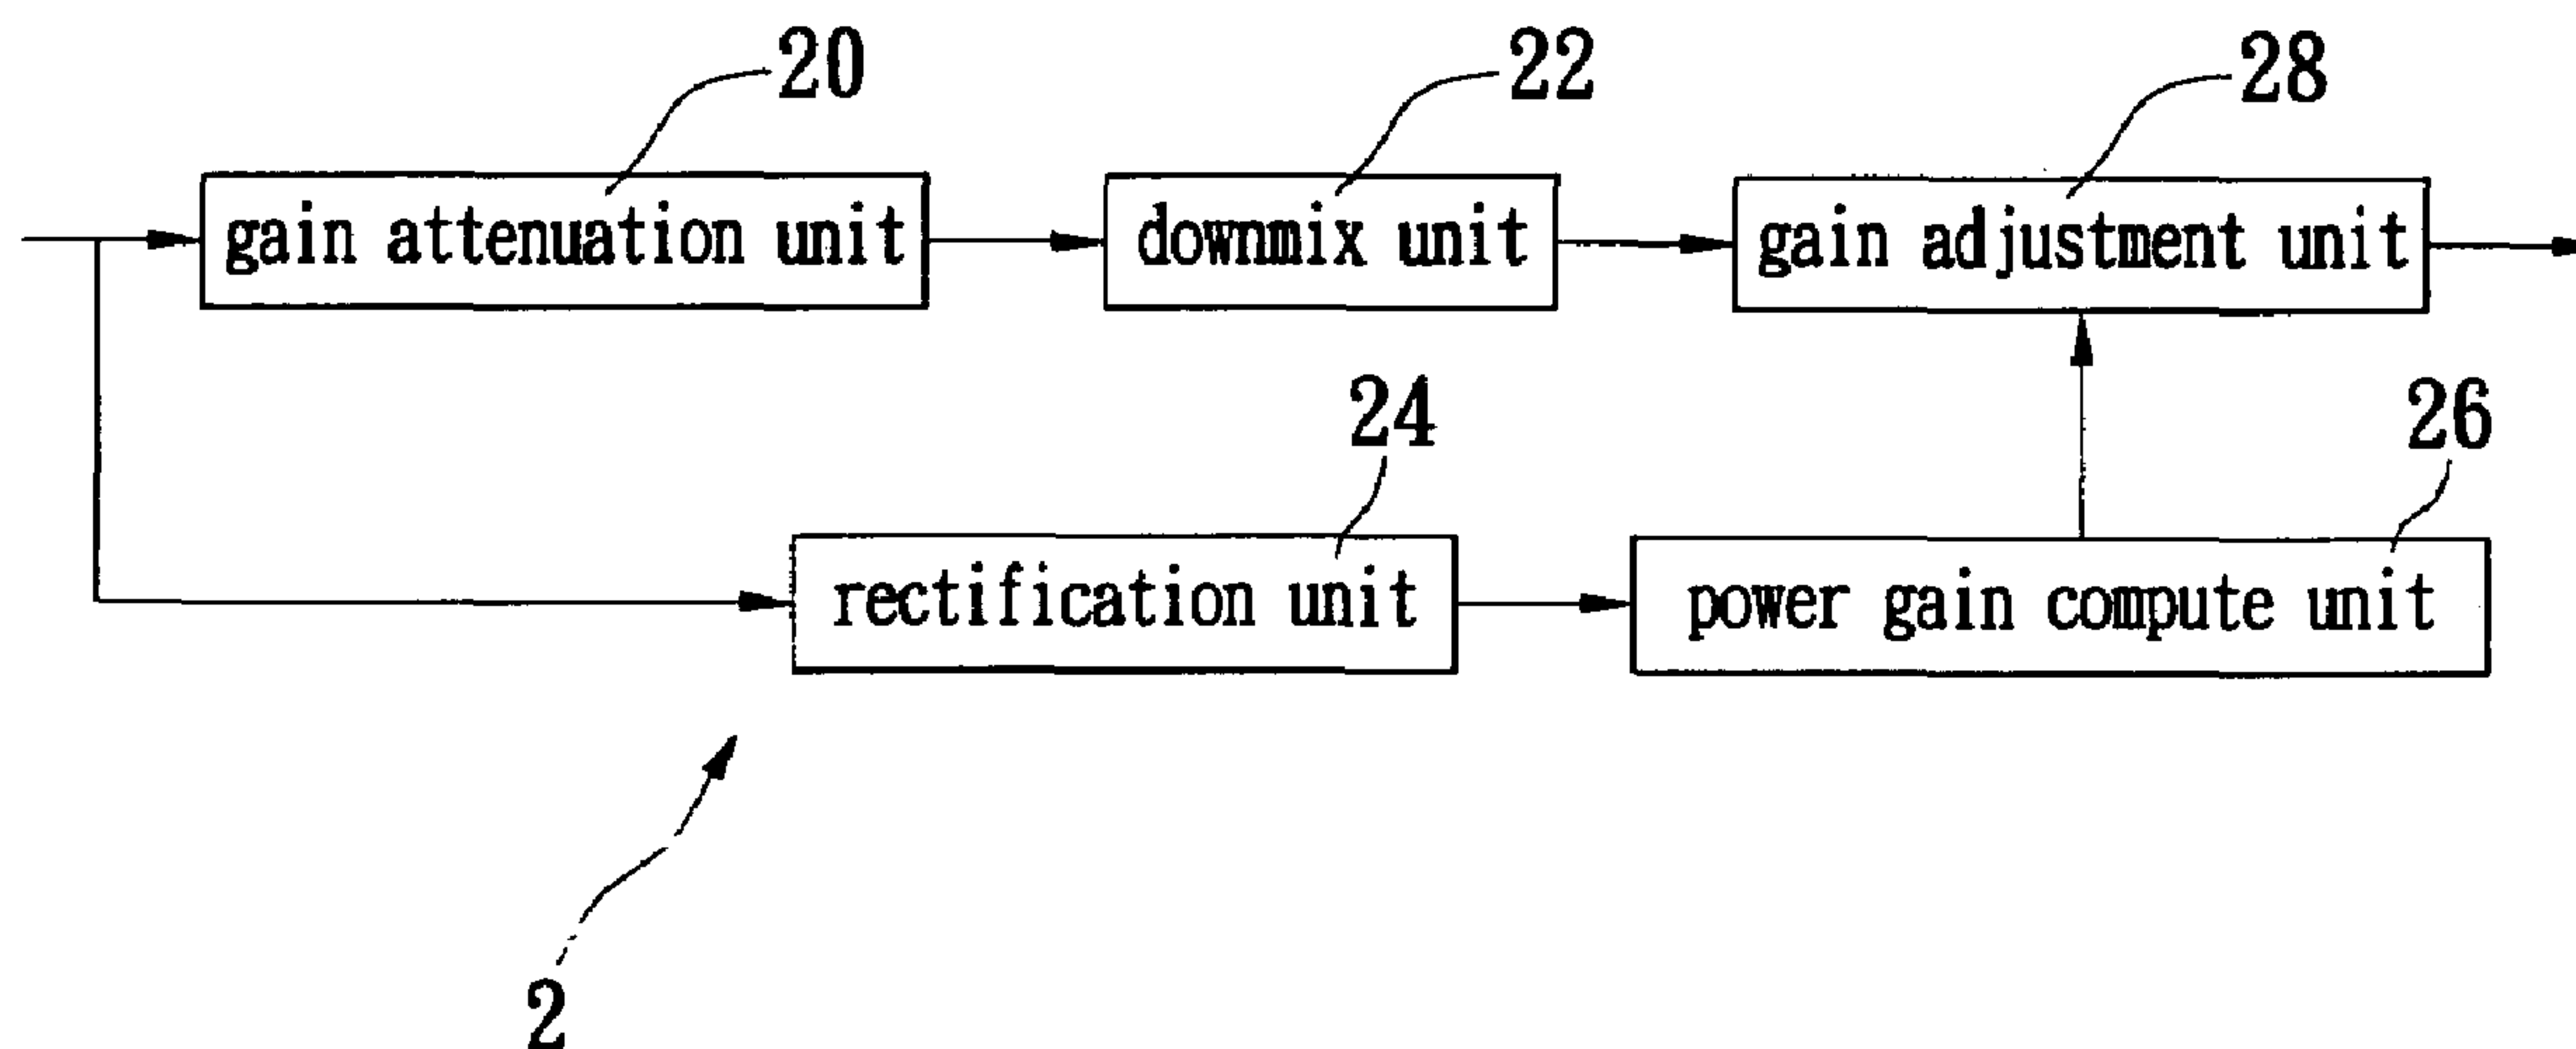 20
22
28
gain attenuation unit
downmix unit
gain adjustment unit
24
26
rectification unit
power gain compute unit
2